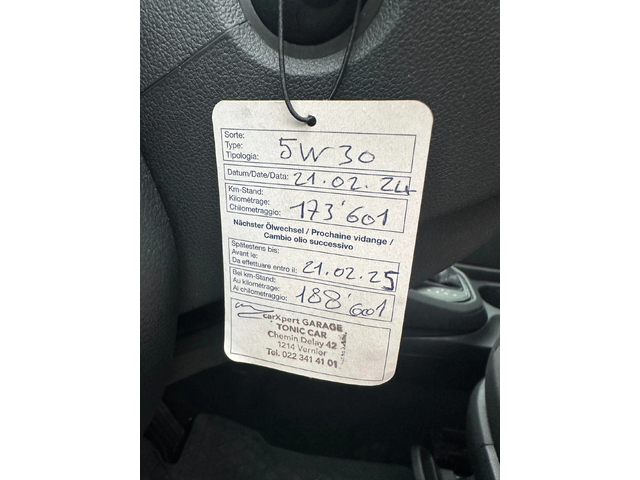 Sorte:
Type: 5W30
Tipologia:
Datum/Date/Data: 21.02.24
Km-Stand:
Kilométrage: 173'601
Chilometraggio:
Nächster Ölwechsel / Prochaine vidange /
Cambio olio successivo
Spätestens bis:
Avant le: 21.02.25
Da effettuare entro il:
Bei km-Stand:
Au kilométrage: 188'601
Ai chilometraggio:
carXpert GARAGE
TONIC CAR
Chemin Delay 42
1214 Vernier
Tel. 022 341 41 01